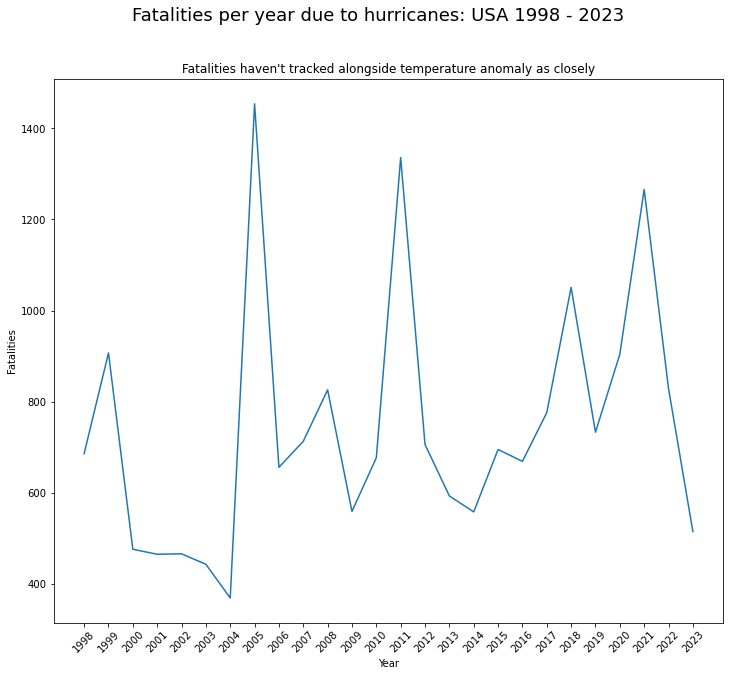 Fatalities per year due to hurricanes: USA 1998 - 2023
Fatalities haven't tracked alongside temperature anomaly as closely
1400
1200
1000
800
600
400
Fatalities
1998 1999 2000 2001 2002 2003 2004 2005 2006 2007 2008 2009 2010 2011 2012 2013 2014 2015 2016 2017 2018 2019 2020 2021 2022 2023
Year